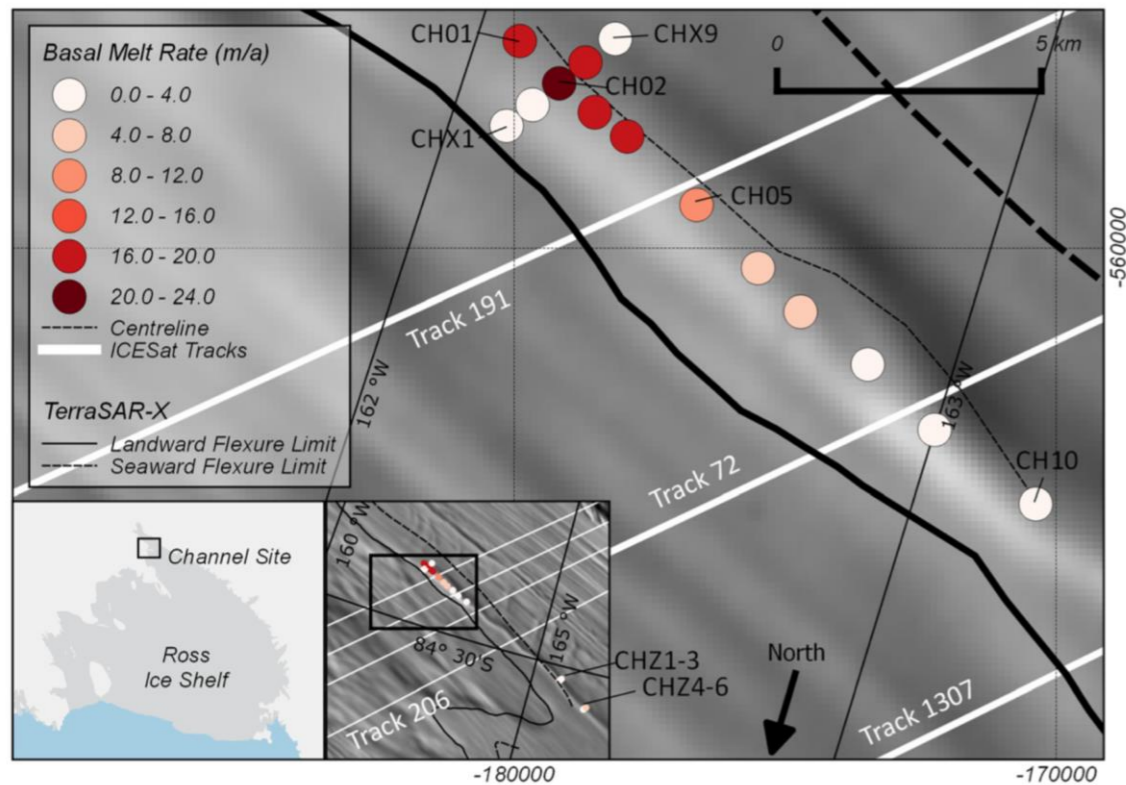 Basal Melt Rate (m/a)
0.0 - 4.0
4.0 - 8.0
8.0 - 12.0
12.0 - 16.0
16.0 - 20.0
20.0 - 24.0
Centreline
ICESat Tracks
TerraSAR-X
Landward Flexure Limit
Seaward Flexure Limit
CH01
CHX9
CH02
CHX1
0
5 km
CH05
-560000
Track 191
162 °W
163 °W
CH10
Track 72
North
Track 1307
Channel Site
Ross
Ice Shelf
160 °W
165 °W
84° 30'S
CHZ1-3
CHZ4-6
Track 206
-180000
-170000